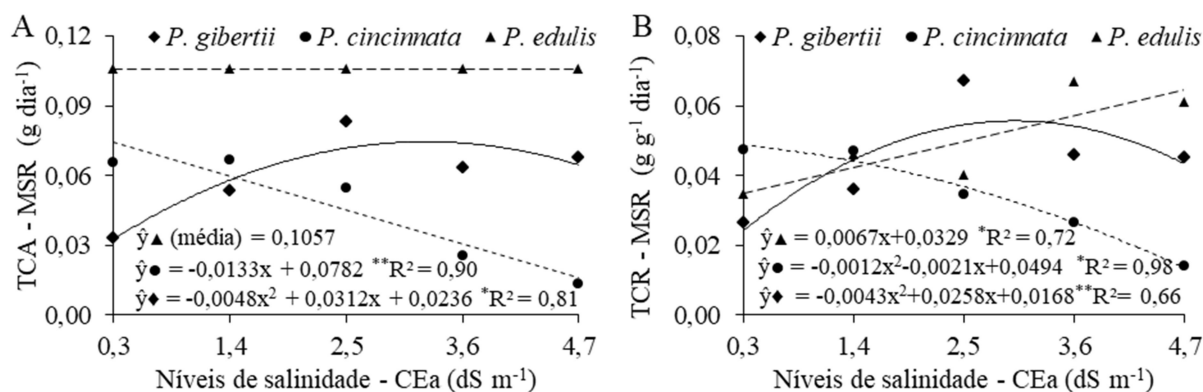 A
◆ P. gibertii ● P. cincinnata ▲ P. edulis
TCA - MSR (g dia⁻¹)
0,12
0,09
0,06
0,03
0,00
ŷ▲ (média) = 0,1057
ŷ● = -0,0133x + 0,0782 **R² = 0,90
ŷ◆ = -0,0048x² + 0,0312x + 0,0236 *R² = 0,81
0,3 1,4 2,5 3,6 4,7
Níveis de salinidade - CEa (dS m⁻¹)
B
◆ P. gibertii ● P. cincinnata ▲ P. edulis
TCR - MSR (g g⁻¹ dia⁻¹)
0,08
0,06
0,04
0,02
0,00
ŷ▲ = 0,0067x+0,0329 *R² = 0,72
ŷ● = -0,0012x²-0,0021x+0,0494 *R² = 0,98
ŷ◆ = -0,0043x²+0,0258x+0,0168**R² = 0,66
0,3 1,4 2,5 3,6 4,7
Níveis de salinidade - CEa (dS m⁻¹)